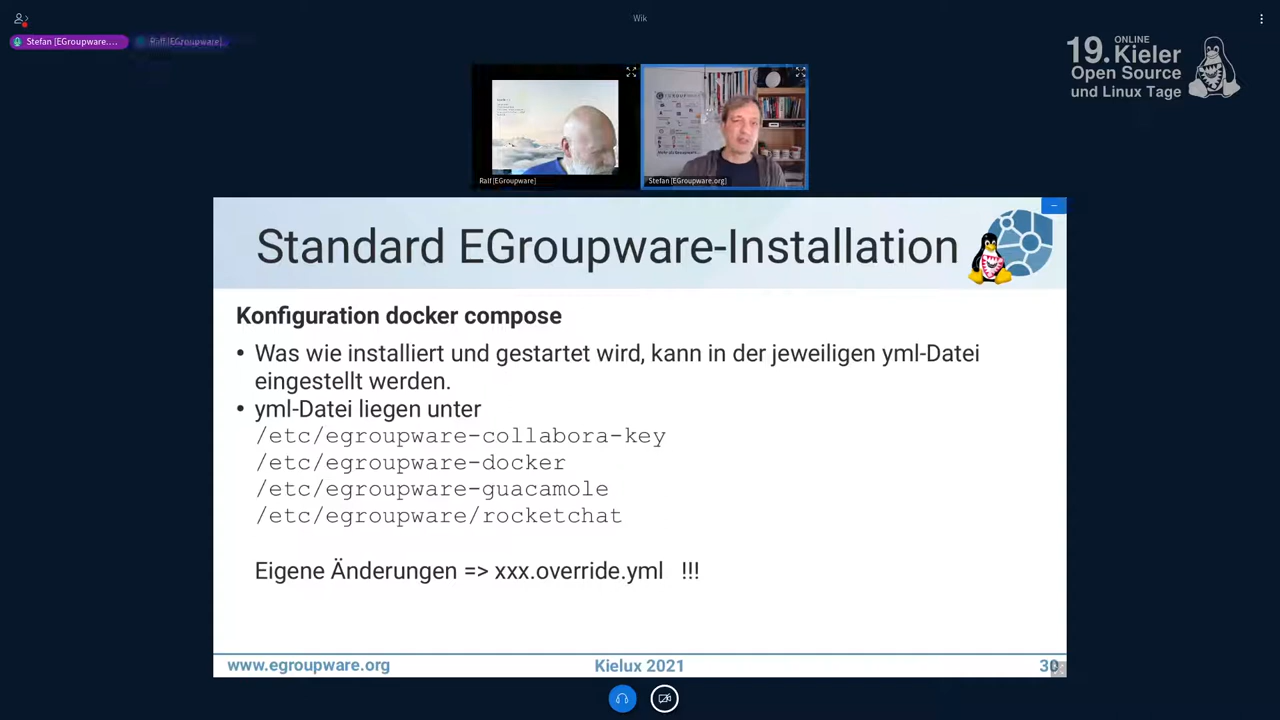 Wik
Stefan [EGroupware....
Ralf [EGroupware]
ONLINE
19. Kieler
Open Source
und Linux Tage
Ralf [EGroupware]
Stefan [EGroupware.org]
Standard EGroupware-Installation
Konfiguration docker compose
• Was wie installiert und gestartet wird, kann in der jeweiligen yml-Datei
eingestellt werden.
• yml-Datei liegen unter
/etc/egroupware-collabora-key
/etc/egroupware-docker
/etc/egroupware-guacamole
/etc/egroupware/rocketchat
Eigene Änderungen => xxx.override.yml !!!
www.egroupware.org
Kielux 2021
30